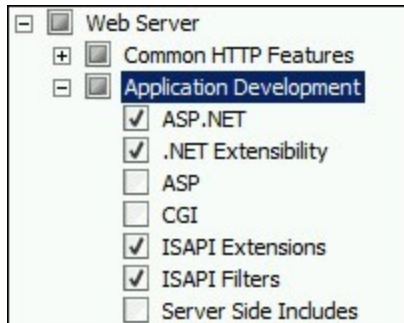 Web Server
Common HTTP Features
Application Development
ASP.NET
.NET Extensibility
ASP
CGI
ISAPI Extensions
ISAPI Filters
Server Side Includes